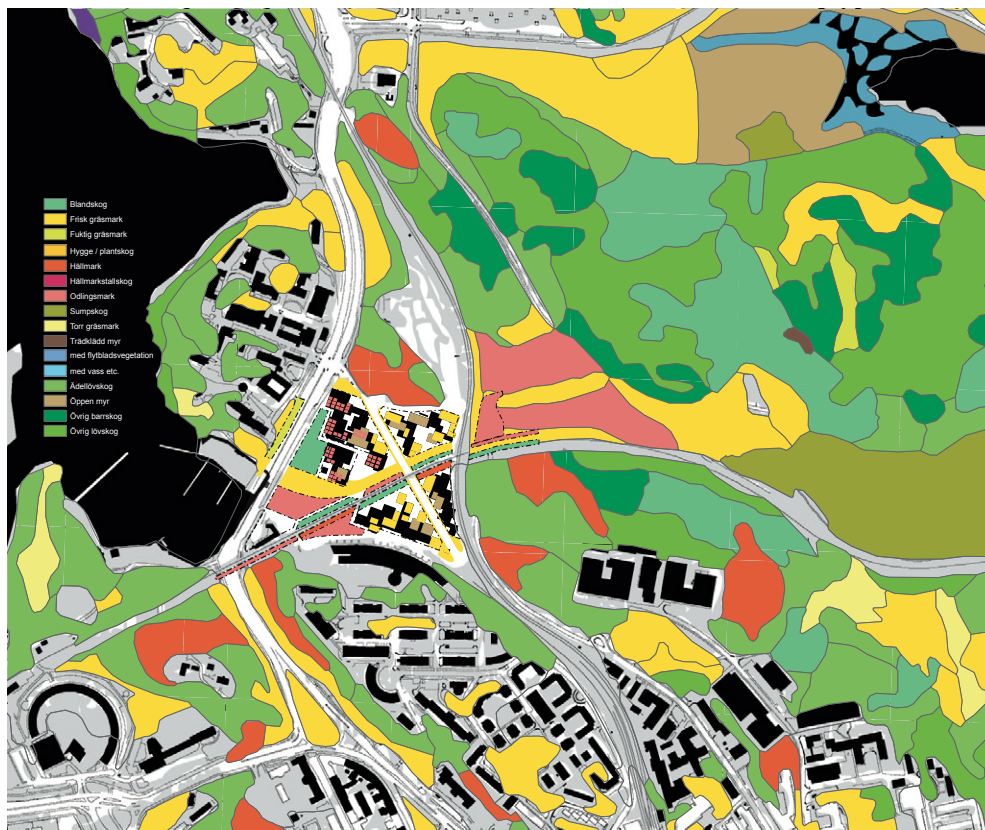 Blandskog
Frisk gräsmark
Fuktig gräsmark
Hygge / plantskog
Hällmark
Hällmarkstallskog
Odlingsmark
Sumpskog
Torr gräsmark
Trädklädd myr
med flytbladsvegetation
med vass etc.
Ädellövskog
Öppen myr
Övrig barrskog
Övrig lövskog